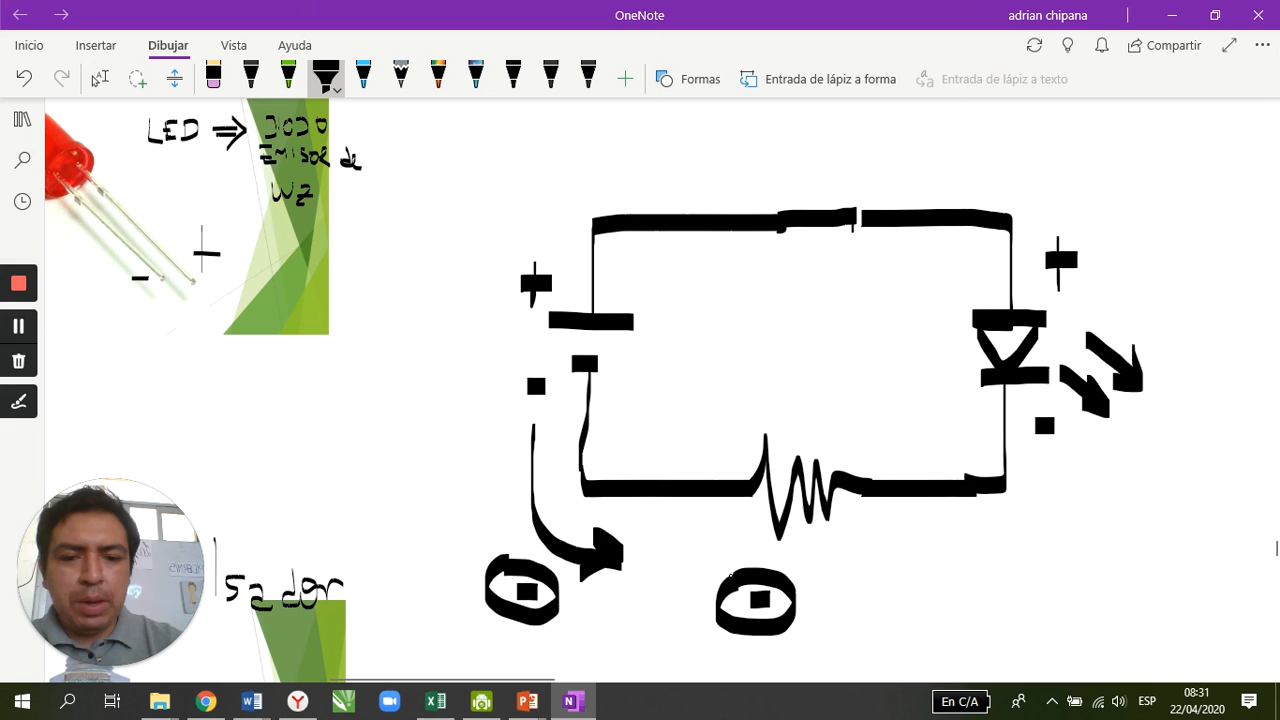 OneNote
adrian chipana
Inicio
Insertar
Dibujar
Vista
Ayuda
Compartir
Formas
Entrada de lápiz a forma
Entrada de lápiz a texto
LED ⇒
Emisor de
luz
+
-
+
-
+
-
sador
En C/A
ESP
08:31
22/04/2020